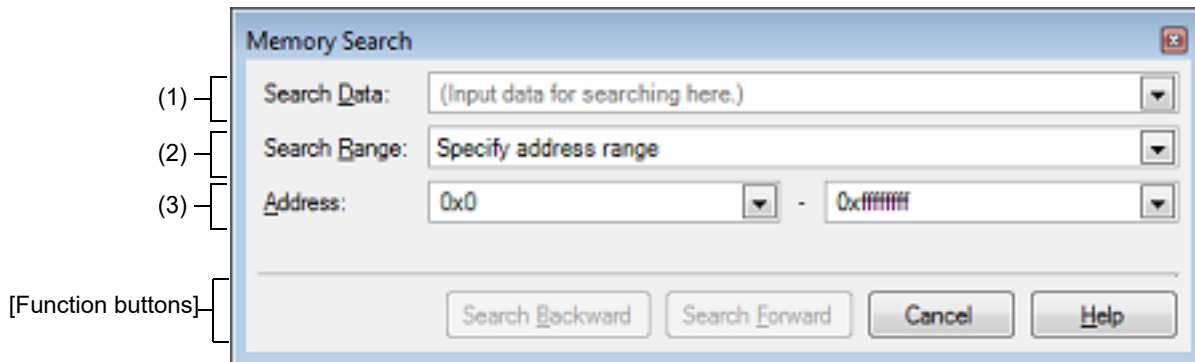 Memory Search
(1) Search Data: (Input data for searching here.)
(2) Search Range: Specify address range
(3) Address: 0x0 - 0xffffffff
[Function buttons] Search Backward Search Forward Cancel Help